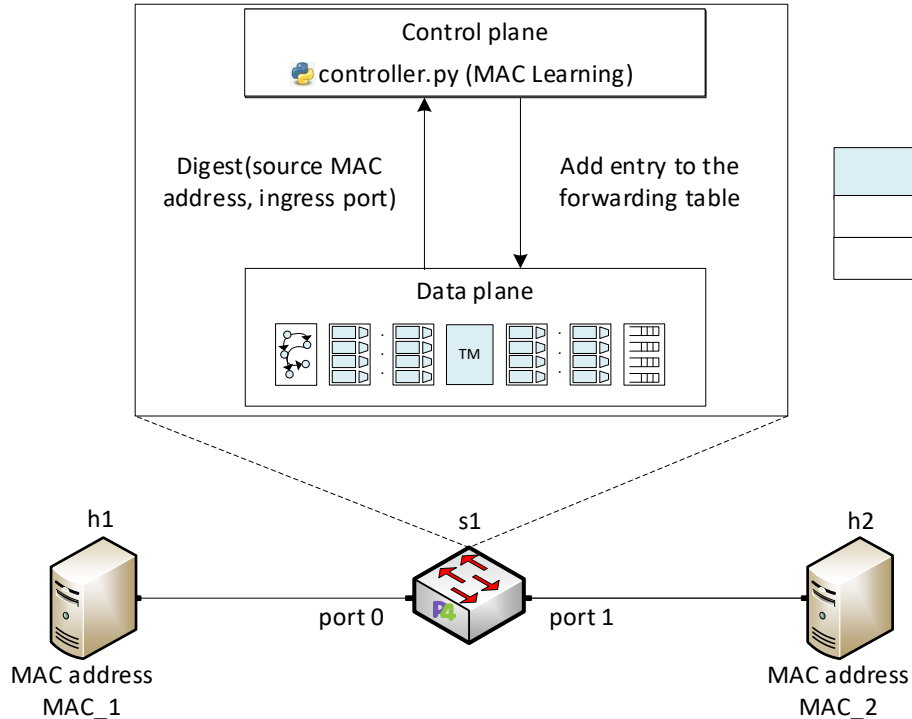 Control plane
controller.py (MAC Learning)
Digest(source MAC
address, ingress port)
Add entry to the
forwarding table
Data plane
TM
h1
s1
h2
port 0
P4
port 1
MAC address
MAC_1
MAC address
MAC_2